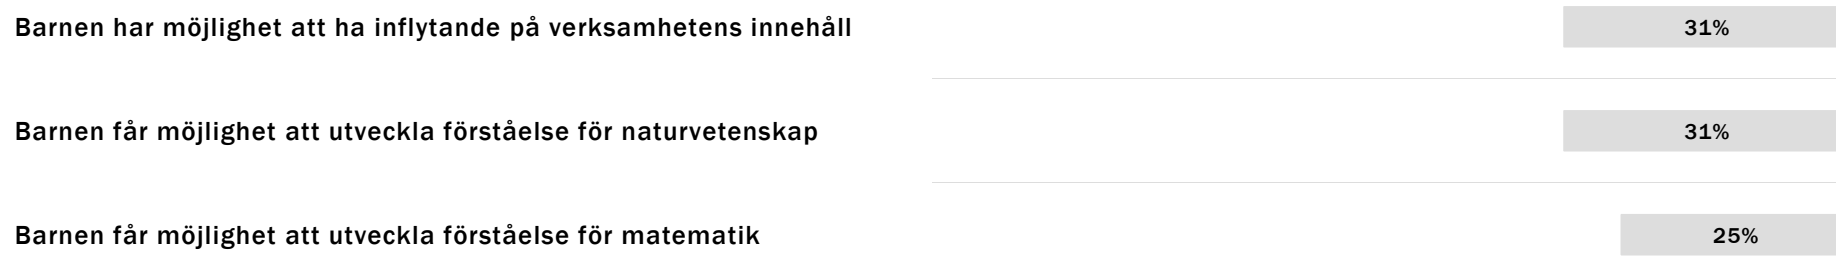 Barnen har möjlighet att ha inflytande på verksamhetens innehåll 31%
Barnen får möjlighet att utveckla förståelse för naturvetenskap 31%
Barnen får möjlighet att utveckla förståelse för matematik 25%